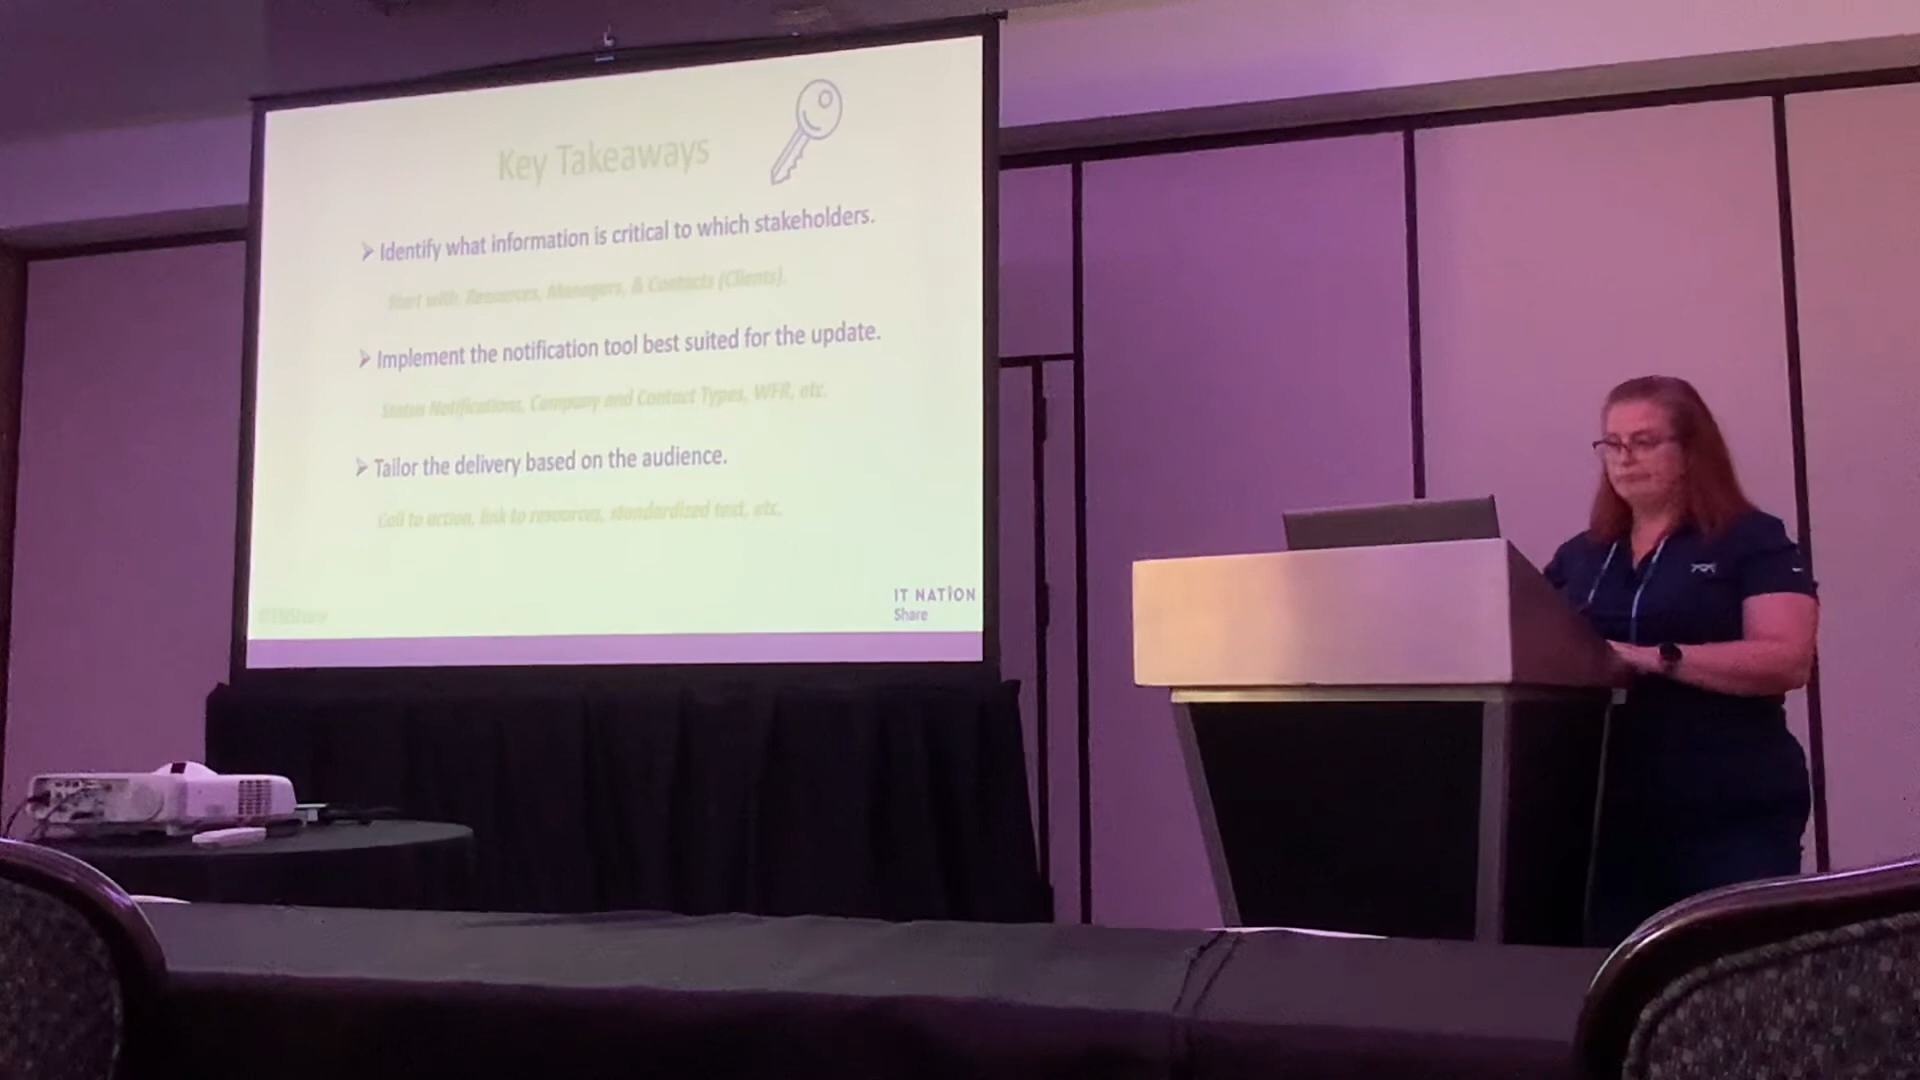 Key Takeaways
➢ Identify what information is critical to which stakeholders.
Start with: Resources, Managers, & Contacts (Clients).
➢ Implement the notification tool best suited for the update.
Status Notifications, Company and Contact Types, WFR, etc.
➢ Tailor the delivery based on the audience.
Call to action, link to resources, standardized text, etc.
IT NATION
Share